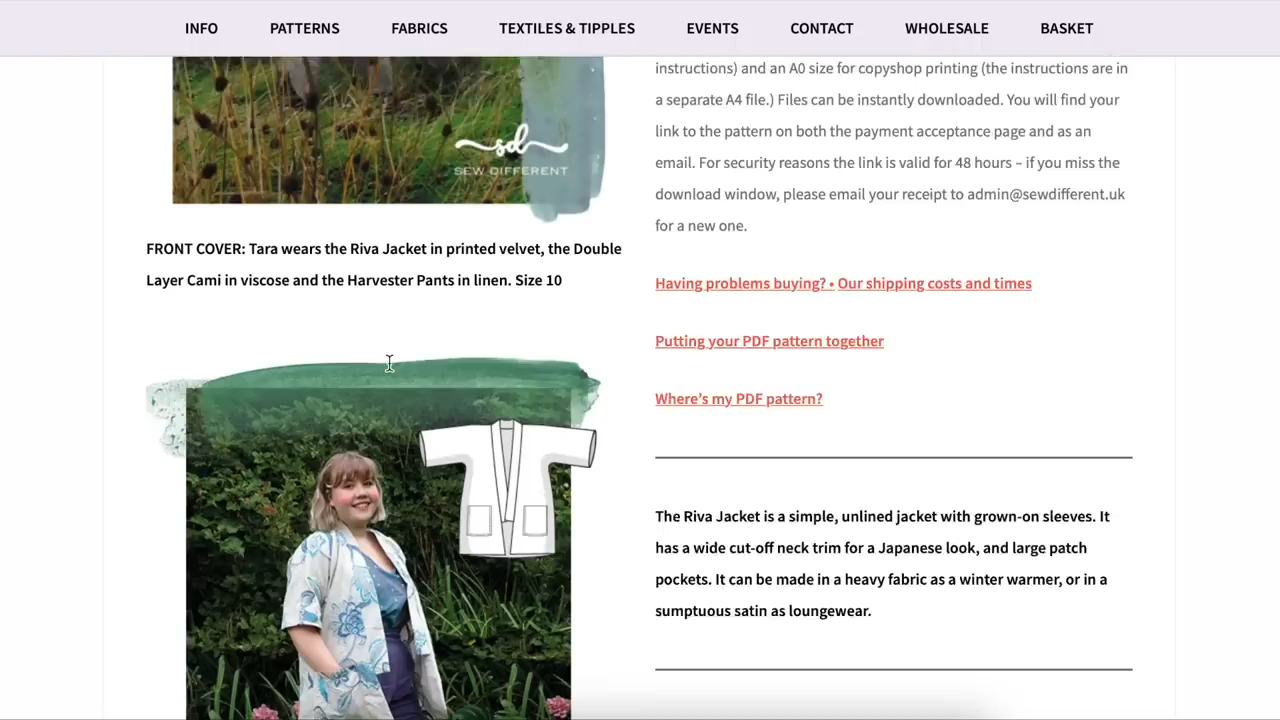 INFO PATTERNS FABRICS TEXTILES & TIPPLES EVENTS CONTACT WHOLESALE BASKET
sd
SEW DIFFERENT
FRONT COVER: Tara wears the Riva Jacket in printed velvet, the Double
Layer Cami in viscose and the Harvester Pants in linen. Size 10
instructions) and an A0 size for copyshop printing (the instructions are in
a separate A4 file.) Files can be instantly downloaded. You will find your
link to the pattern on both the payment acceptance page and as an
email. For security reasons the link is valid for 48 hours – if you miss the
download window, please email your receipt to admin@sewdifferent.uk
for a new one.
Having problems buying? • Our shipping costs and times
Putting your PDF pattern together
Where's my PDF pattern?
The Riva Jacket is a simple, unlined jacket with grown-on sleeves. It
has a wide cut-off neck trim for a Japanese look, and large patch
pockets. It can be made in a heavy fabric as a winter warmer, or in a
sumptuous satin as loungewear.